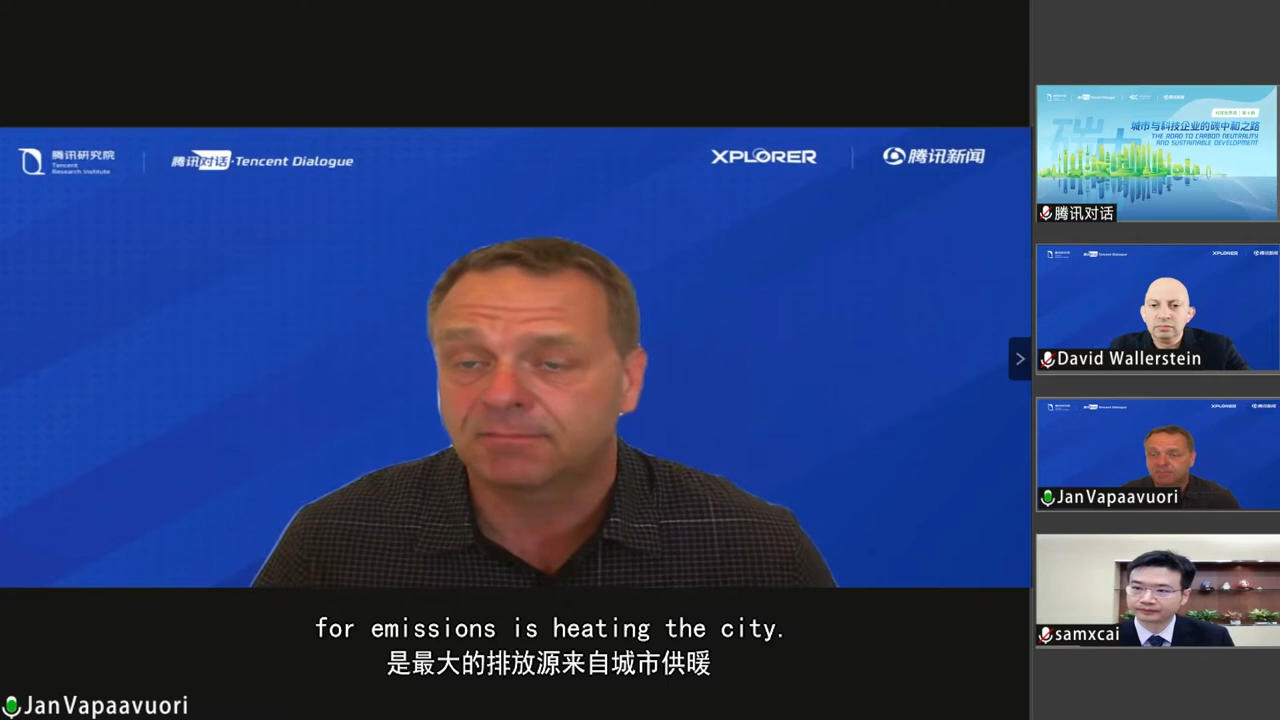 腾讯研究院
Tencent
Research Institute
腾讯对话·Tencent Dialogue
XPLORER
腾讯新闻
for emissions is heating the city.
是最大的排放源来自城市供暖
JanVapaavuori
城市与科技企业的碳中和之路
THE ROAD TO CARBON NEUTRALITY
AND SUSTAINABLE DEVELOPMENT
腾讯对话
XPLORER
David Wallerstein
XPLORER
JanVapaavuori
samxcai